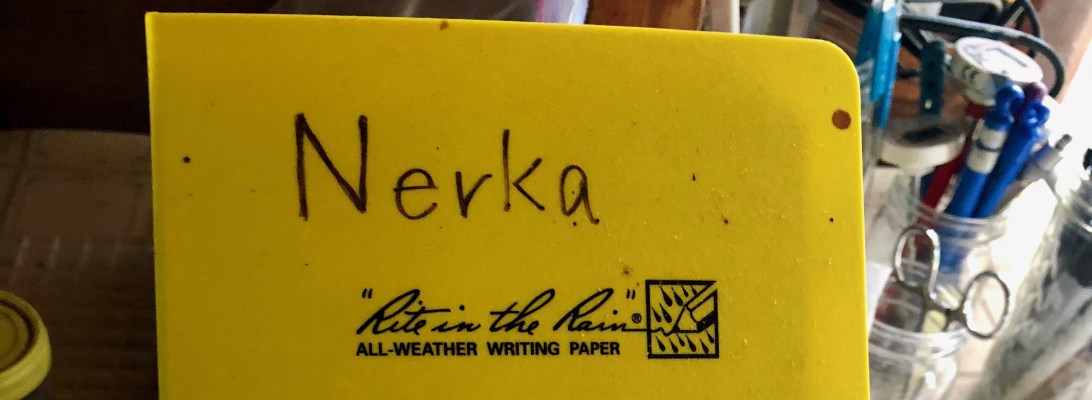 Nerka
"Rite in the Rain"®
ALL-WEATHER WRITING PAPER